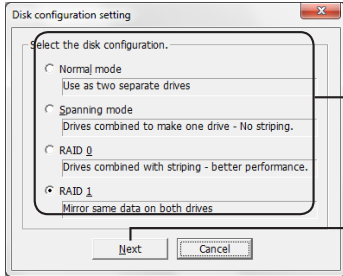 Disk configuration setting
Select the disk configuration.
Normal mode
Use as two separate drives
Spanning mode
Drives combined to make one drive - No striping.
RAID 0
Drives combined with striping - better performance.
RAID 1
Mirror same data on both drives
Next
Cancel